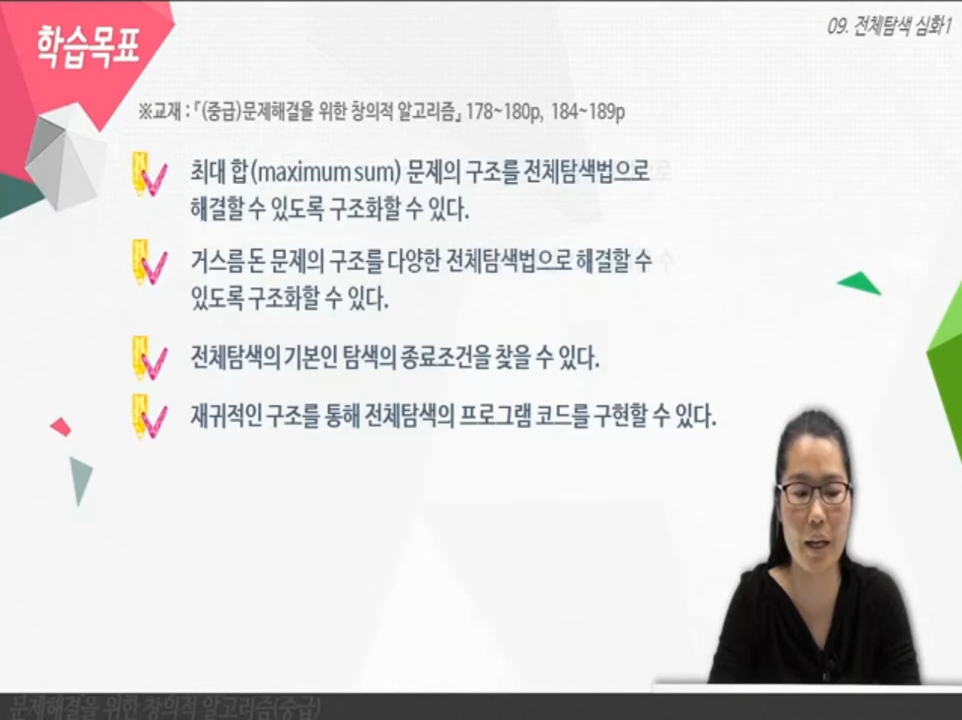 학습목표
09. 전체탐색 심화1
※교재 : 『(중급)문제해결을 위한 창의적 알고리즘』 178~180p, 184~189p
최대 합(maximum sum) 문제의 구조를 전체탐색법으로
해결할 수 있도록 구조화할 수 있다.
거스름돈 문제의 구조를 다양한 전체탐색법으로 해결할 수
있도록 구조화할 수 있다.
전체탐색의 기본인 탐색의 종료조건을 찾을 수 있다.
재귀적인 구조를 통해 전체탐색의 프로그램 코드를 구현할 수 있다.
문제해결을 위한 창의적 알고리즘(중급)